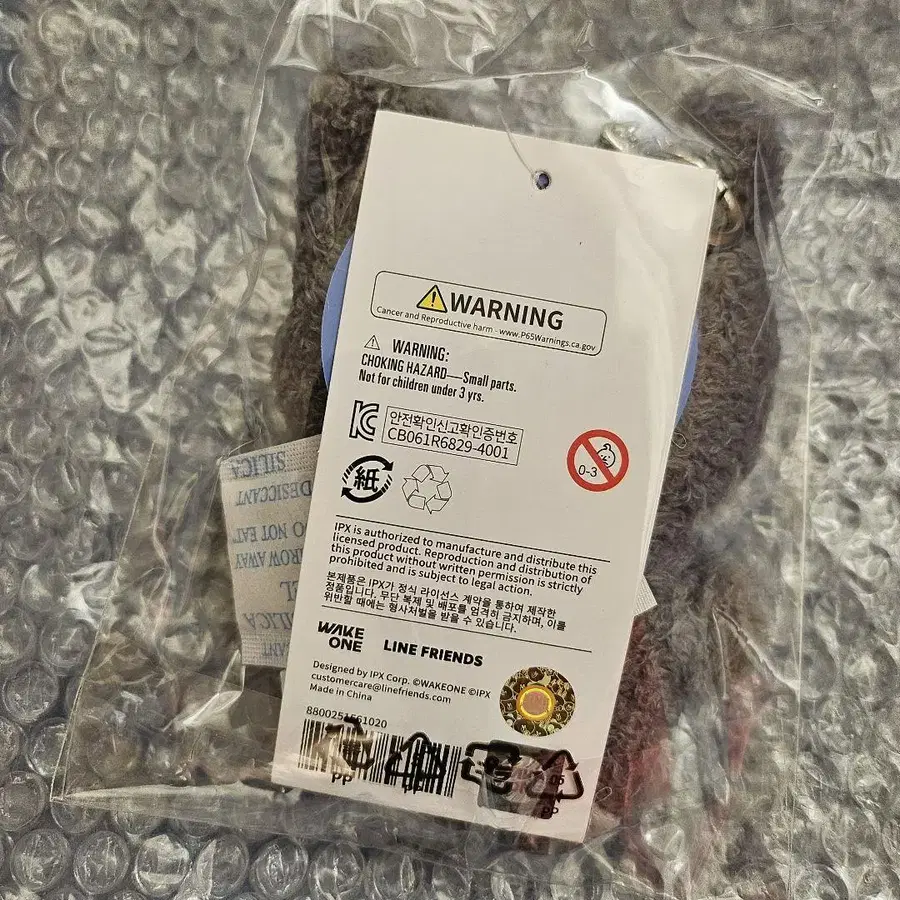 WARNING
Cancer and Reproductive harm - www.P65Warnings.ca.gov
WARNING:
CHOKING HAZARD—Small parts.
Not for children under 3 yrs.
안전확인신고확인증번호
CB061R6829-4001
0-3
紙
IPX is authorized to manufacture and distribute this
licensed product. Reproduction and distribution of
this product without written permission is strictly
prohibited and is subject to legal action.
본제품은 IPX가 정식 라이선스 계약을 통하여 제작한
정품입니다. 무단 복제 및 배포를 엄격히 금지하며, 이를
위반할 때에는 형사처벌을 받을 수 있습니다.
WAKE
ONE
LINE FRIENDS
Designed by IPX Corp. ©WAKEONE ©IPX
customercare@linefriends.com
Made in China
PP
PP
SILICA
DESICCANT
DO NOT EAT